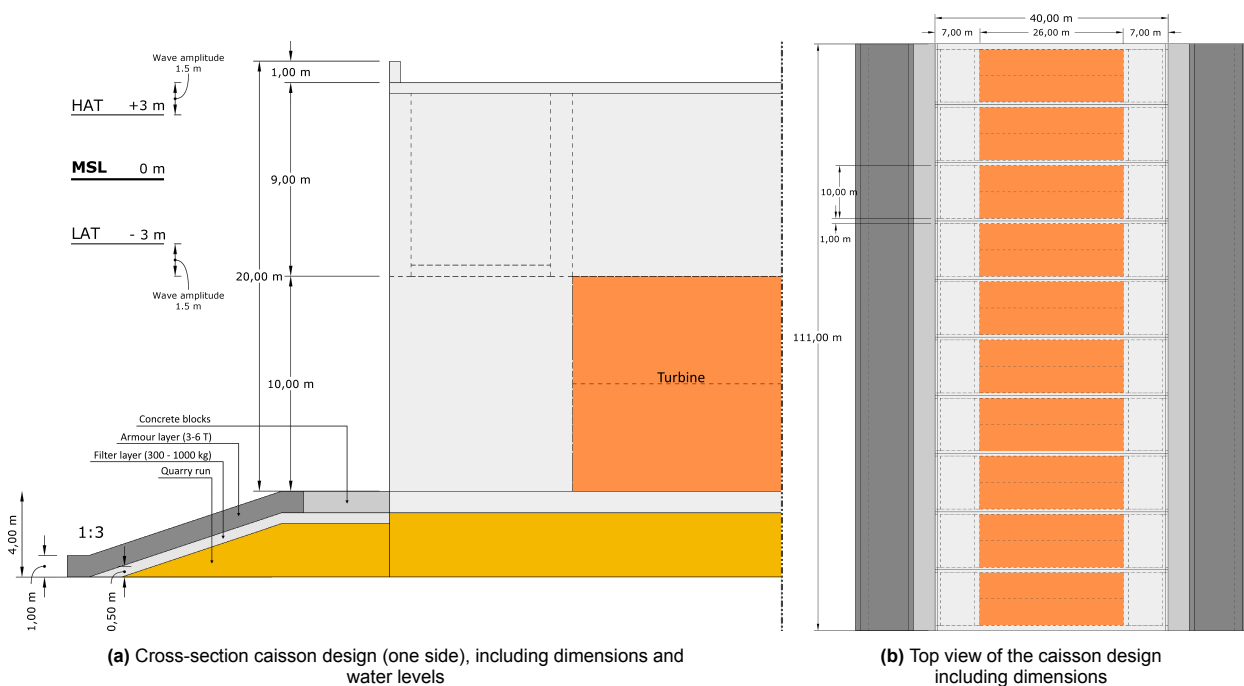 Wave amplitude
1.5 m
HAT +3 m
MSL 0 m
LAT - 3 m
Wave amplitude
1.5 m
1,00 m
9,00 m
20,00 m
10,00 m
Turbine
Concrete blocks
Armour layer (3-6 T)
Filter layer (300 - 1000 kg)
Quarry run
1:3
4,00 m
1,00 m
0,50 m
(a) Cross-section caisson design (one side), including dimensions and
water levels
40,00 m
7,00 m
26,00 m
7,00 m
10,00 m
1,00 m
111,00 m
(b) Top view of the caisson design
including dimensions